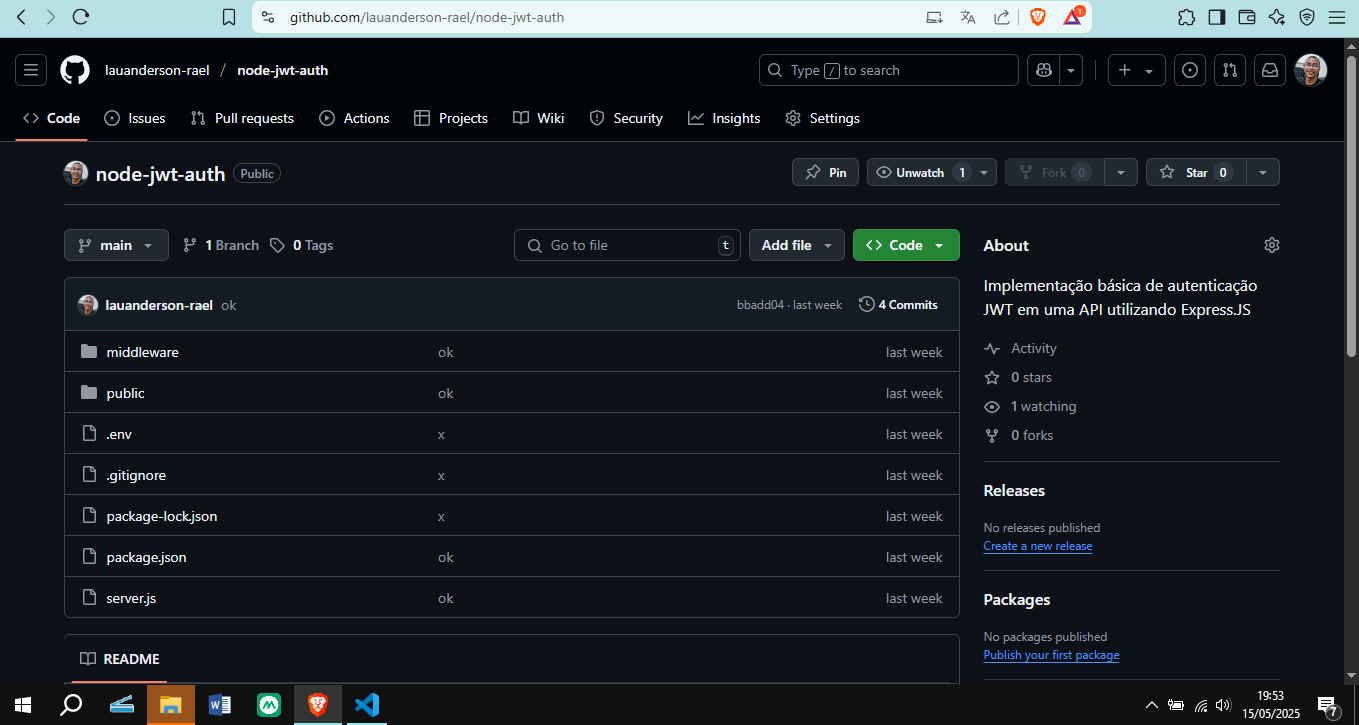 github.com/lauanderson-rael/node-jwt-auth
1
lauanderson-rael / node-jwt-auth
Type / to search
Code Issues Pull requests Actions Projects Wiki Security Insights Settings
node-jwt-auth Public
Pin Unwatch 1 Fork 0 Star 0
main 1 Branch 0 Tags Go to file t Add file Code
lauanderson-rael ok bbadd04 · last week 4 Commits
middleware ok last week
public ok last week
.env x last week
.gitignore x last week
package-lock.json x last week
package.json ok last week
server.js ok last week
README
About
Implementação básica de autenticação
JWT em uma API utilizando Express.JS
Activity
0 stars
1 watching
0 forks
Releases
No releases published
Create a new release
Packages
No packages published
Publish your first package
19:53
15/05/2025
7